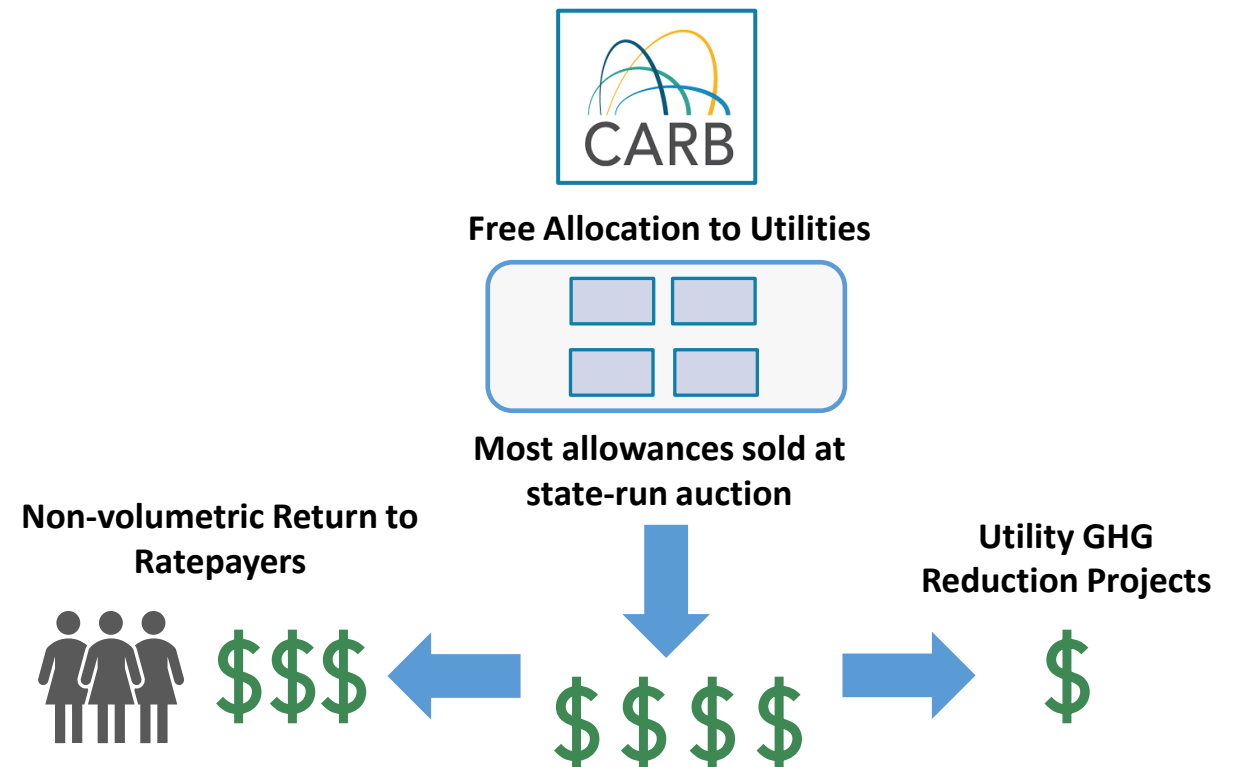 CARB
Free Allocation to Utilities
Most allowances sold at
state-run auction
Non-volumetric Return to
Ratepayers
Utility GHG
Reduction Projects
$$$
$ $ $ $
$